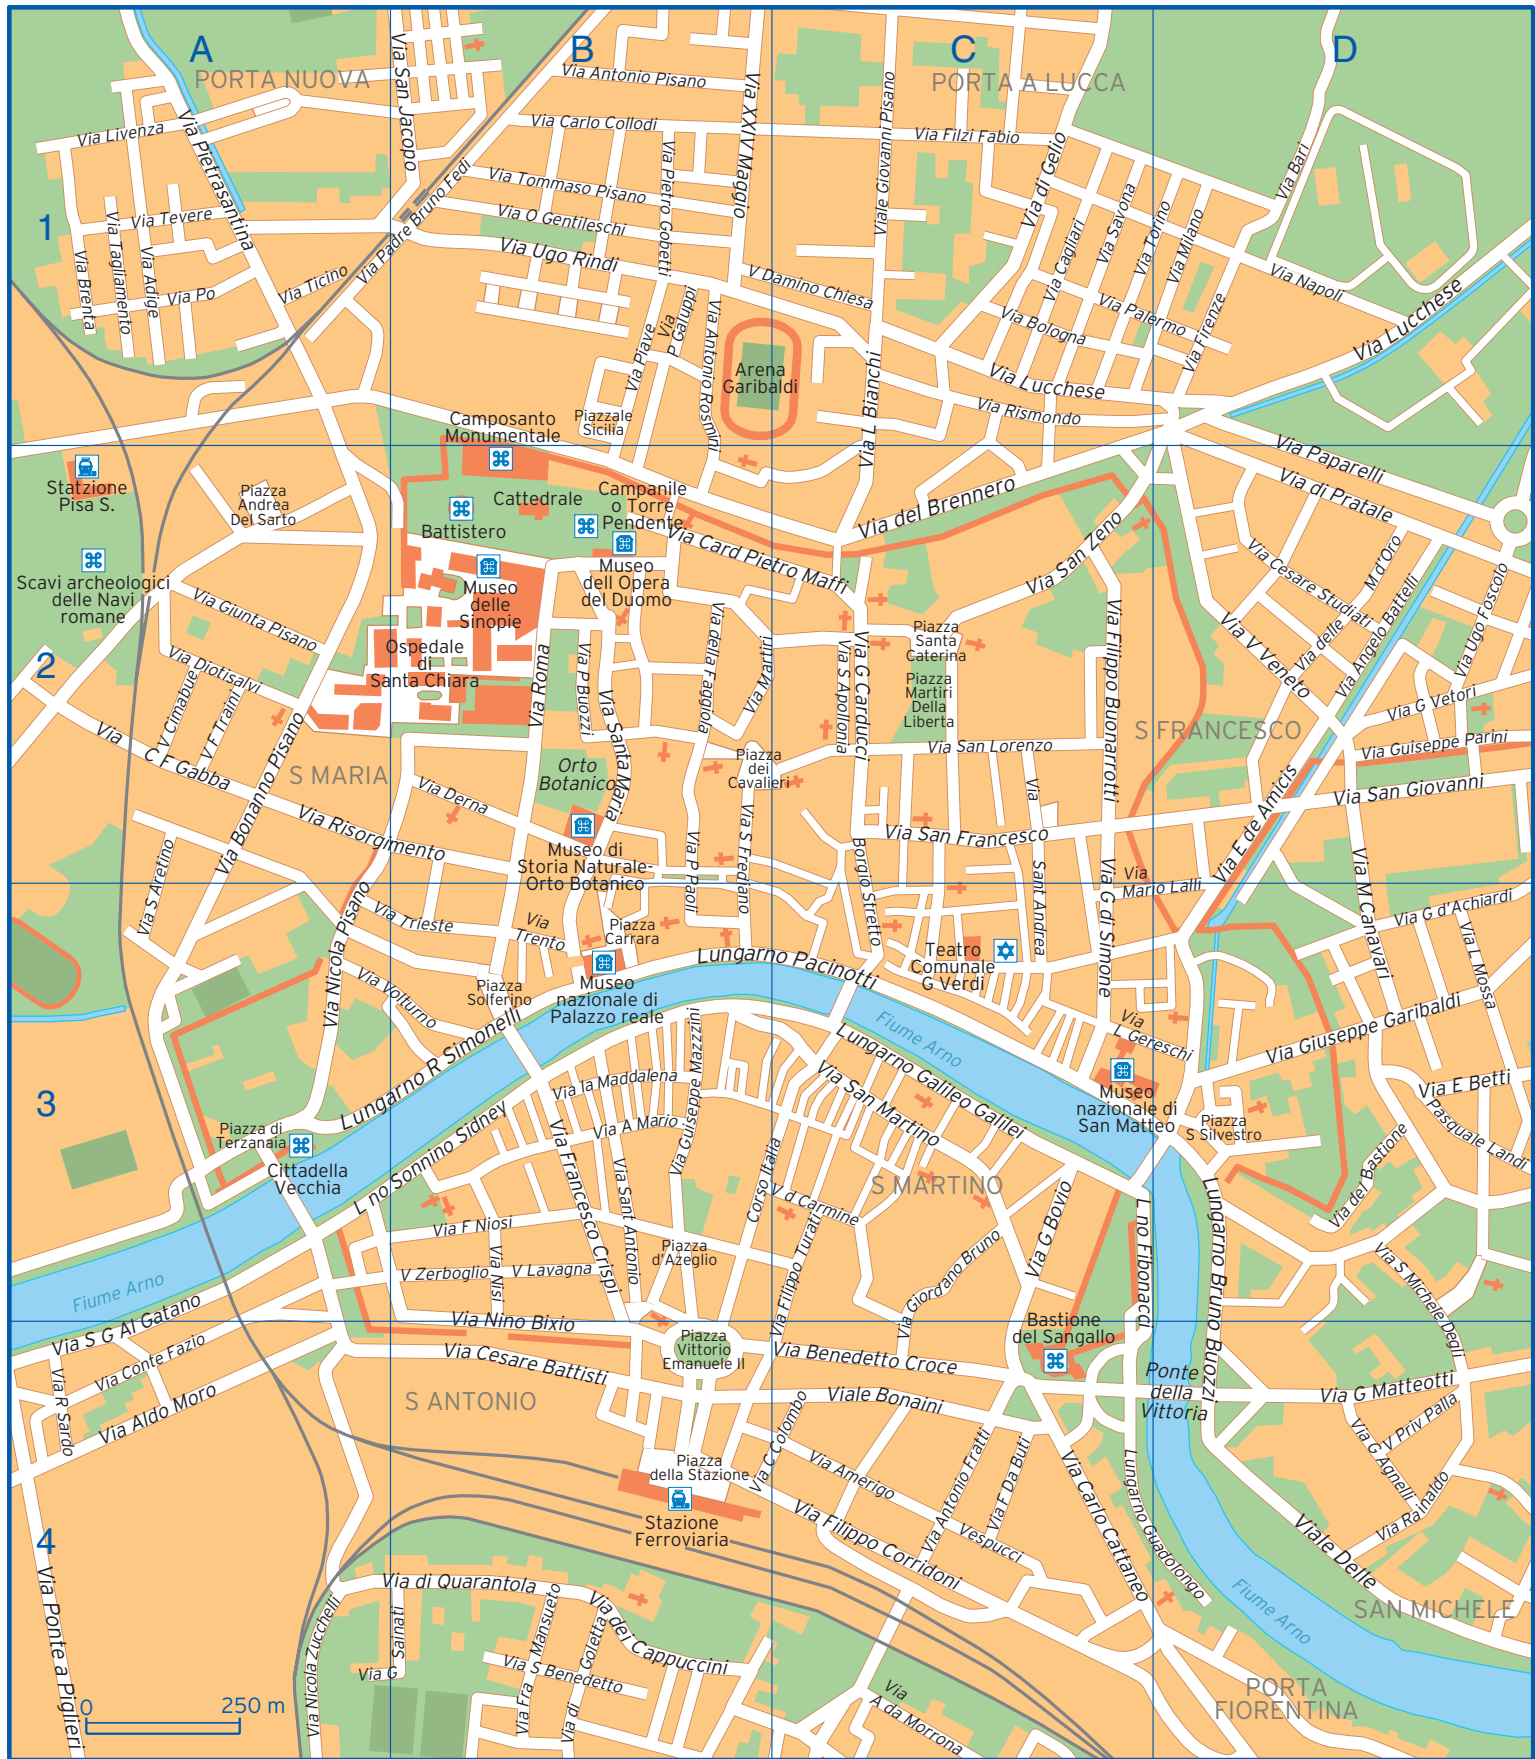 A
B
C
D
1
2
3
4
PORTA NUOVA
PORTA A LUCCA
Via San Jacopo
Via Antonio Pisano
Via XXIV Maggio
Viale Giovanni Pisano
Via Livenza
Via Pietrasantina
Via Carlo Collodi
Via Filzi Fabio
Via di Gelio
Via Bari
Via Padre Bruno Fedi
Via Tommaso Pisano
Via Piero Gobetti
Via O Gentileschi
Via Ugo Rindi
Via Tevere
Via Tagliamento
Via Adige
Via Brenta
Via Po
Via Ticino
V Damino Chiesa
Via Cagliari
Via Savona
Via Torino
Via Milano
Via Napoli
Via Palermo
Via Bologna
Via Firenze
Via Lucchese
Via Piave
Via
P Galuppi
Via Antonio Rosmini
Arena
Garibaldi
Via L Bianchi
Via Lucchese
Via Rismondo
Piazzale
Sicilia
Camposanto
Monumentale
Statzione
Pisa S.
Piazza
Andrea
Del Sarto
Cattedrale
Battistero
Campanile
o Torre
Pendente
Via del Brennero
Via Paparelli
Via di Pratale
Scavi archeologici
delle Navi
romane
Museo
delle
Sinopie
Museo
dell Opera
del Duomo
Via Card Pietro Maffi
Via San Zeno
Via Cesare Studiati
Via delle
M d'Oro
Via Angelo Battelli
Via Ugo Foscolo
Via Giunta Pisano
Via Diotisalvi
V Cimabue
V F Traini
Ospedale
di
Santa Chiara
Via Roma
Via P Buozzi
Via Santa Maria
Via della Faggiola
Via Martiri
Via S Apollonia
Via G Carducci
Piazza
Santa
Caterina
Piazza
Martiri
Della
Liberta
Via Filippo Buonarrotti
Via V Veneto
Via G Vetori
Via Guiseppe Parini
S FRANCESCO
Via
C F Gabba
Via Bonanno Pisano
S MARIA
Via Derna
Orto
Botanico
Piazza
dei
Cavalieri
Via San Lorenzo
Via
Sant Andrea
Via San Giovanni
Via E de Amicis
Via Risorgimento
Museo di
Storia Naturale-
Orto Botanico
Via P Paoli
Via S Frediano
Borgio Stretto
Via San Francesco
Via G di Simone
Via
Mario Lalli
Via M Canavari
Via G d'Achiardi
Via L Mossa
Via S Aretino
Via Nicola Pisano
Via Trieste
Via
Trento
Piazza
Carrara
Via Volturno
Piazza
Solferino
Museo
nazionale di
Palazzo reale
Lungarno Pacinotti
Teatro
Comunale
G Verdi
Fiume Arno
Via
L Gereschi
Via Giuseppe Garibaldi
Lungarno R Simonelli
Via la Maddalena
Via Guiseppe Mazzzini
Lungarno Galileo Galilei
Via San Martino
Museo
nazionale di
San Matteo
Piazza
S Silvestro
Via E Betti
Pasquale Landi
Via del Bastione
Piazza di
Terzanaia
Cittadella
Vecchia
L no Sonnino Sidney
Via A Mario
Via Francesco Crispi
Via Sant Antonio
Corso Italia
V d Carmine
S MARTINO
Via G Bovio
L no Fibonacci
Lungarno Bruno Buozzi
Via F Niosi
Via Nisi
V Zerboglio
V Lavagna
Piazza
d'Azeglio
Via Filippo Turati
Giordano Bruno
Via
Via S Michele Degli
Fiume Arno
Via S G Al Gatano
Via Conte Fazio
Via R Sardo
Via Aldo Moro
Via Nino Bixio
Via Cesare Battisti
Piazza
Vittorio
Emanuele II
Via Benedetto Croce
Bastione
del Sangallo
Ponte
della
Vittoria
Via G Matteotti
S ANTONIO
Viale Bonaini
Via C Colombo
Via G Agnelli
V Priv Palla
Via Rainaldo
Piazza
della Stazione
Stazione
Ferroviaria
Via Amerigo
Vespucci
Via Antonio Fratti
Via F Da Buti
Via Carlo Cattaneo
Lungarno Guadolongo
Via Filippo Corridoni
Viale Delle
Fiume Arno
SAN MICHELE
Via Ponte a Piglieri
Via di Quarantola
Via Nicola Zucchelli
Via G
Sainati
Via Fra
Mansueto
Via di
Goletta
Via dei Cappuccini
Via S Benedetto
Via
A da Morrona
PORTA
FIORENTINA
0
250 m